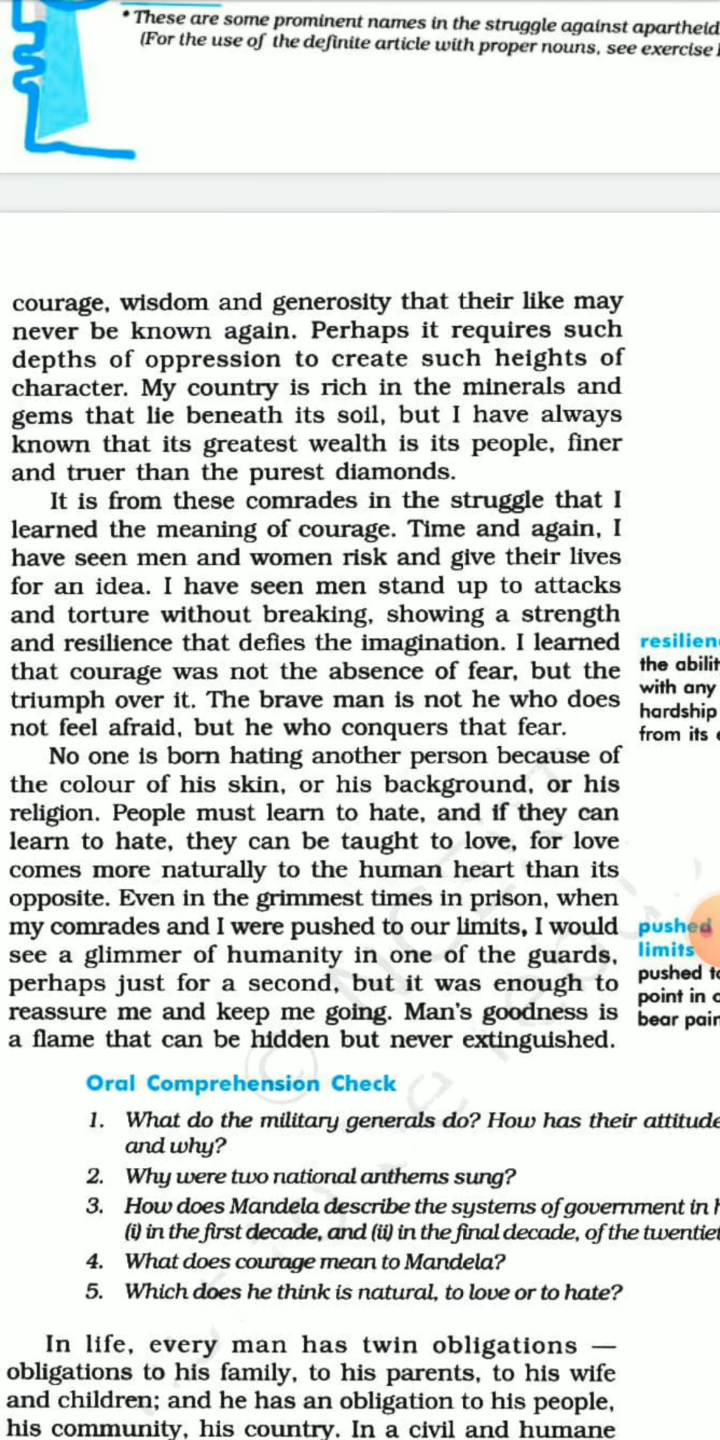 * These are some prominent names in the struggle against apartheid
(For the use of the definite article with proper nouns, see exercise
courage, wisdom and generosity that their like may
never be known again. Perhaps it requires such
depths of oppression to create such heights of
character. My country is rich in the minerals and
gems that lie beneath its soil, but I have always
known that its greatest wealth is its people, finer
and truer than the purest diamonds.
It is from these comrades in the struggle that I
learned the meaning of courage. Time and again, I
have seen men and women risk and give their lives
for an idea. I have seen men stand up to attacks
and torture without breaking, showing a strength
and resilience that defies the imagination. I learned
that courage was not the absence of fear, but the
triumph over it. The brave man is not he who does
not feel afraid, but he who conquers that fear.
resilien
the abilit
with any
hardship
from its
No one is born hating another person because of
the colour of his skin, or his background, or his
religion. People must learn to hate, and if they can
learn to hate, they can be taught to love, for love
comes more naturally to the human heart than its
opposite. Even in the grimmest times in prison, when
my comrades and I were pushed to our limits, I would
see a glimmer of humanity in one of the guards,
perhaps just for a second, but it was enough to
reassure me and keep me going. Man's goodness is
a flame that can be hidden but never extinguished.
pushed
limits
pushed to
point in
bear pain
Oral Comprehension Check
1. What do the military generals do? How has their attitude
and why?
2. Why were two national anthems sung?
3. How does Mandela describe the systems of government in
(i) in the first decade, and (ii) in the final decade, of the twentiet
4. What does courage mean to Mandela?
5. Which does he think is natural, to love or to hate?
In life, every man has twin obligations —
obligations to his family, to his parents, to his wife
and children; and he has an obligation to his people,
his community, his country. In a civil and humane